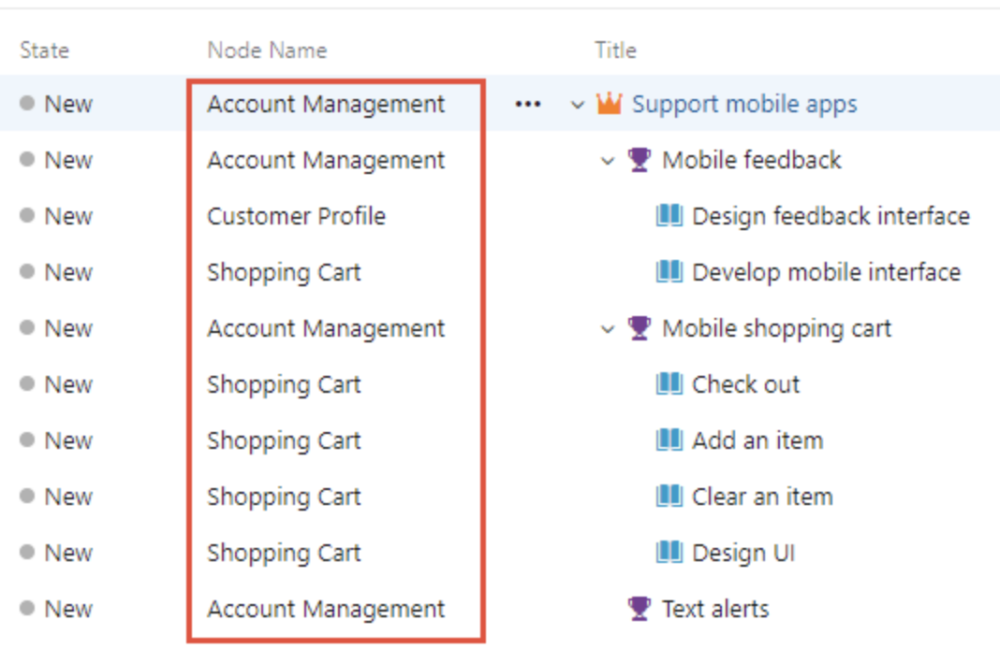 State Node Name Title
New Account Management ••• Support mobile apps
New Account Management Mobile feedback
New Customer Profile Design feedback interface
New Shopping Cart Develop mobile interface
New Account Management Mobile shopping cart
New Shopping Cart Check out
New Shopping Cart Add an item
New Shopping Cart Clear an item
New Shopping Cart Design UI
New Account Management Text alerts